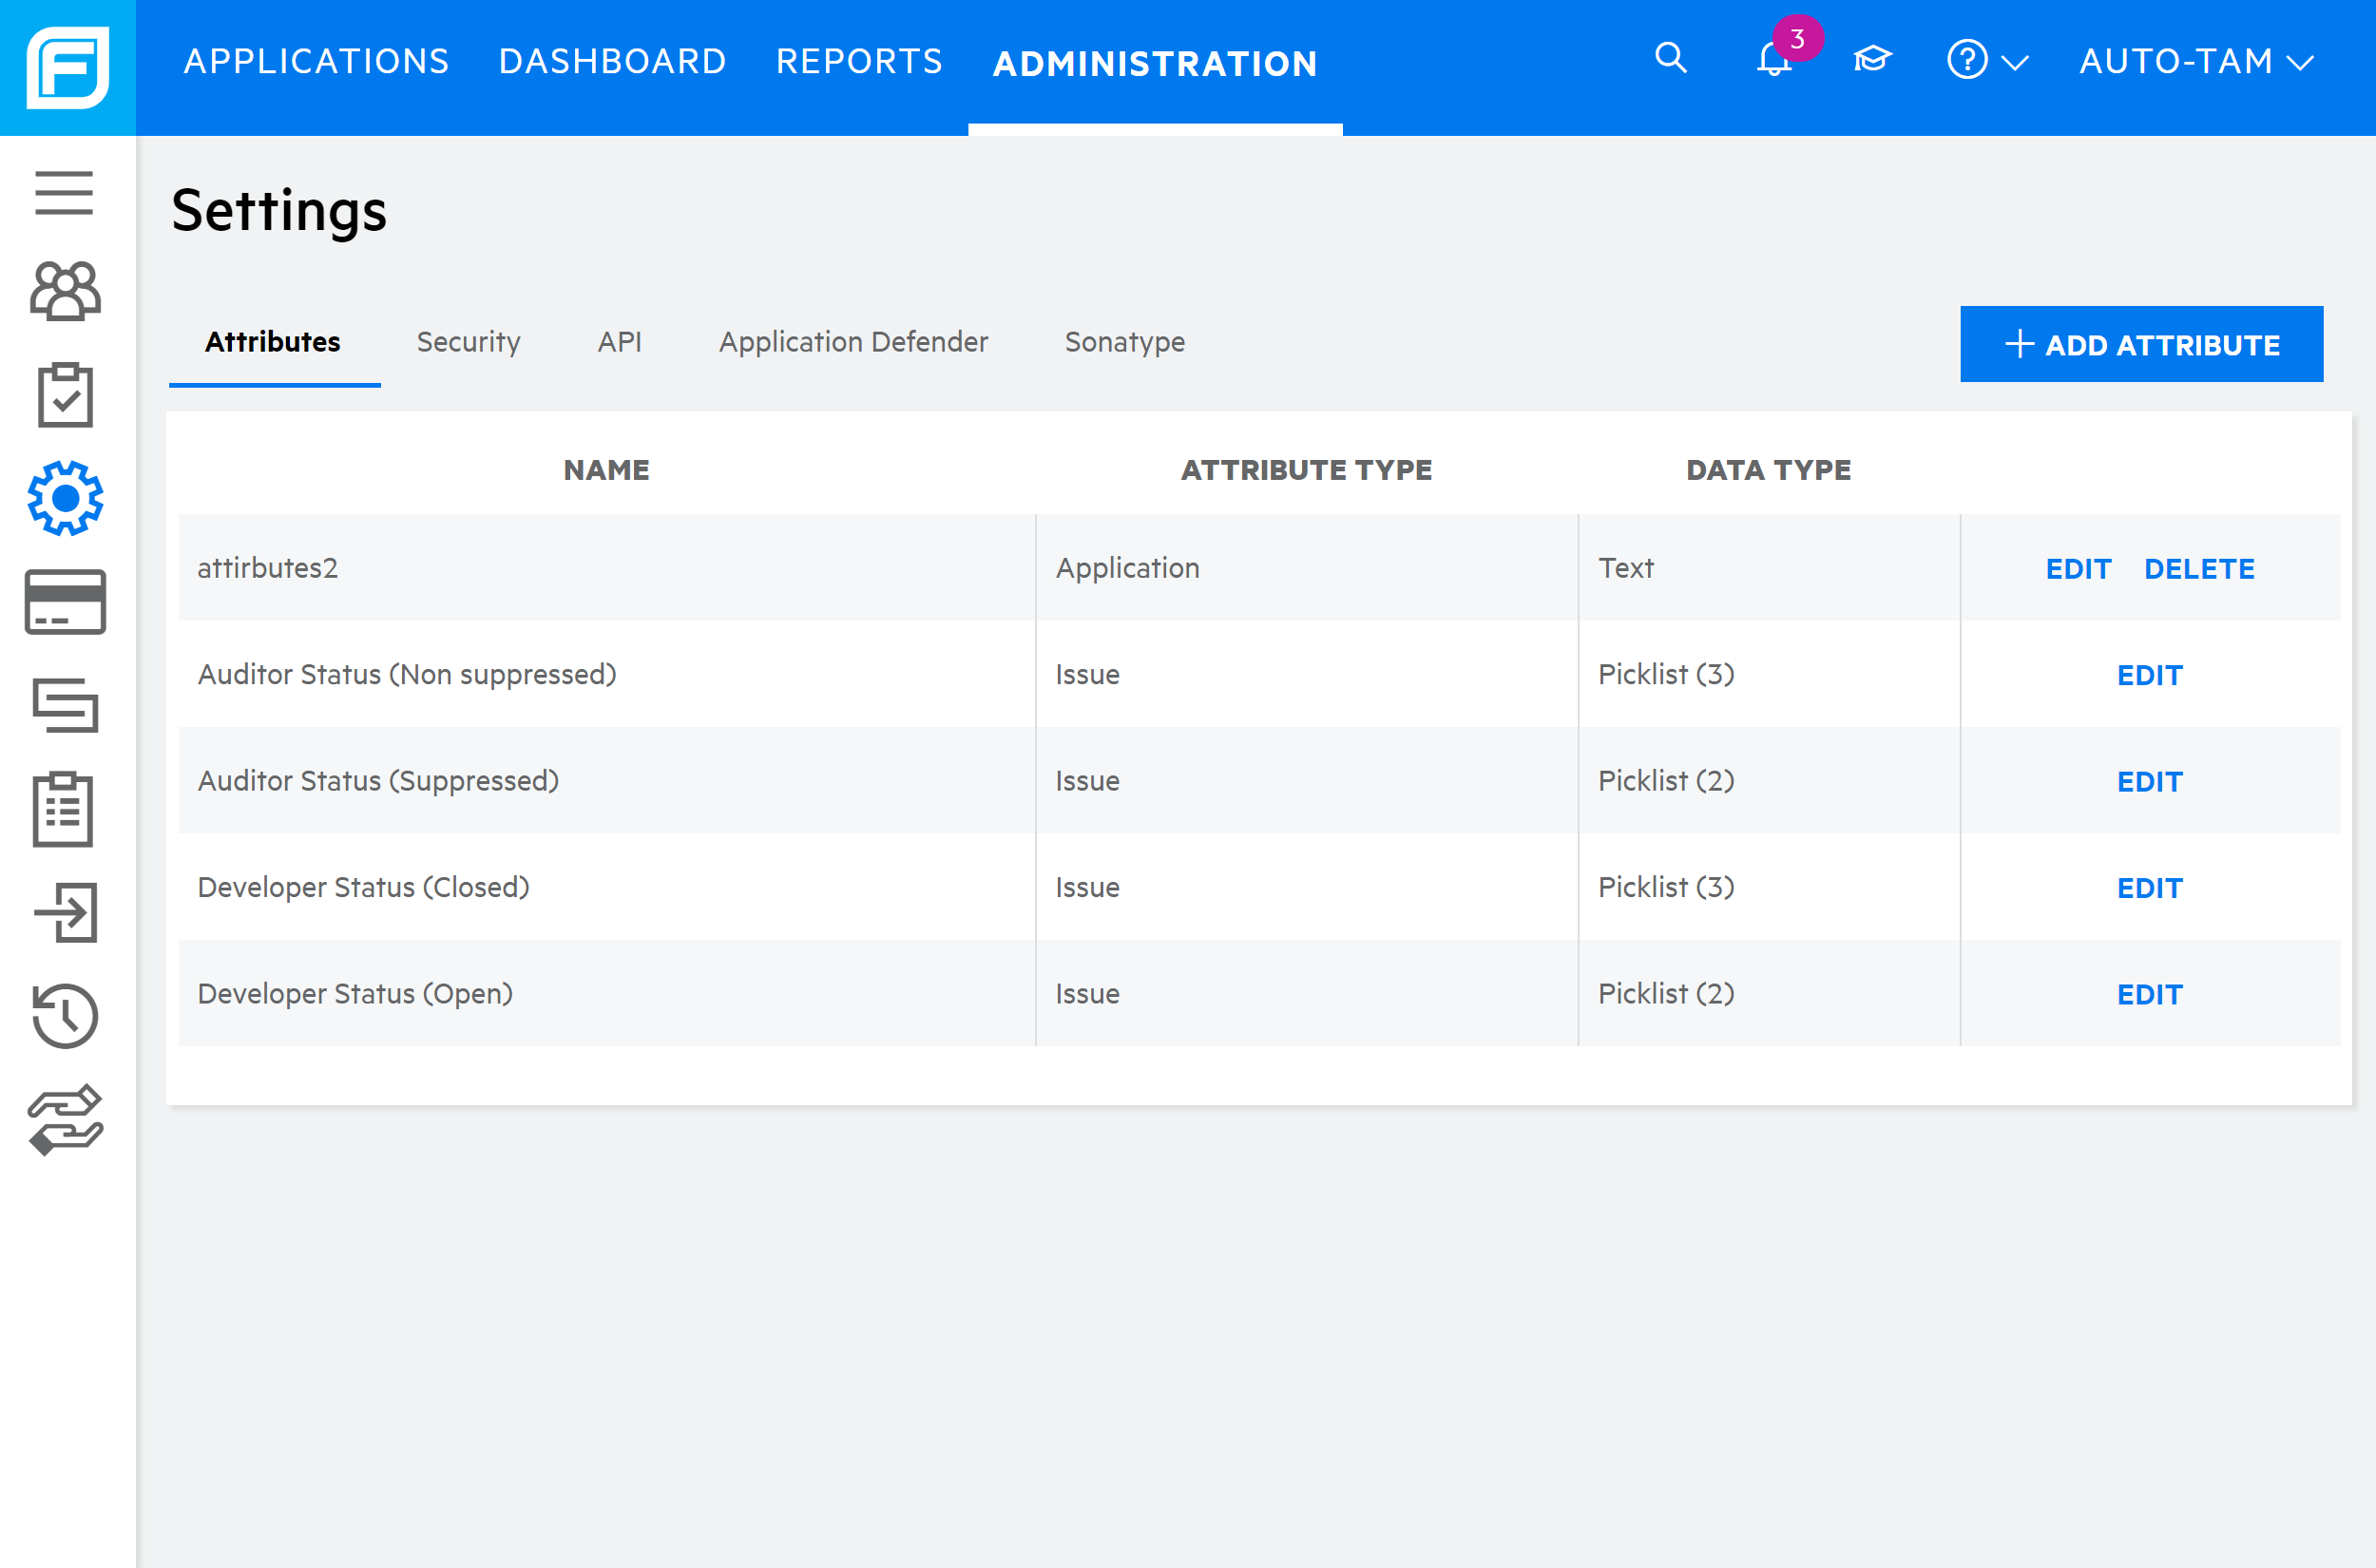 APPLICATIONS DASHBOARD REPORTS ADMINISTRATION 3 AUTO-TAM
Settings
Attributes Security API Application Defender Sonatype ADD ATTRIBUTE
NAME ATTRIBUTE TYPE DATA TYPE
attirbutes2 Application Text EDIT DELETE
Auditor Status (Non suppressed) Issue Picklist (3) EDIT
Auditor Status (Suppressed) Issue Picklist (2) EDIT
Developer Status (Closed) Issue Picklist (3) EDIT
Developer Status (Open) Issue Picklist (2) EDIT